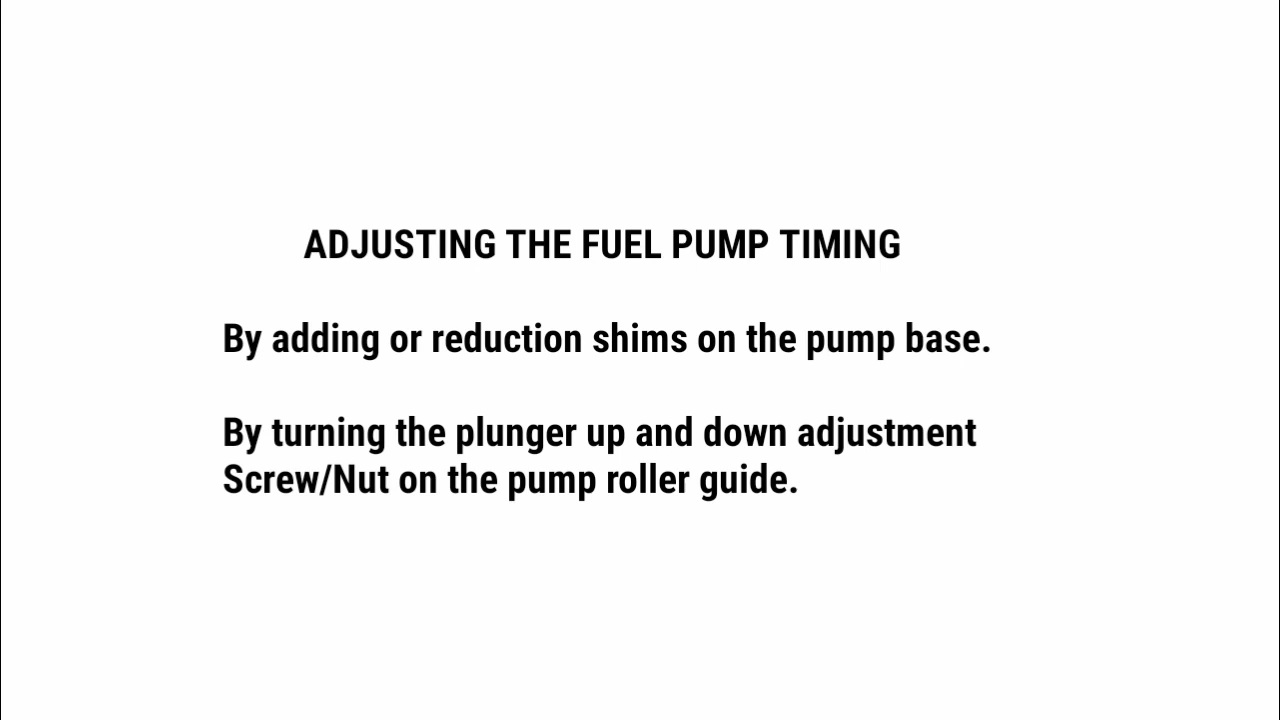 ADJUSTING THE FUEL PUMP TIMING
By adding or reduction shims on the pump base.
By turning the plunger up and down adjustment
Screw/Nut on the pump roller guide.